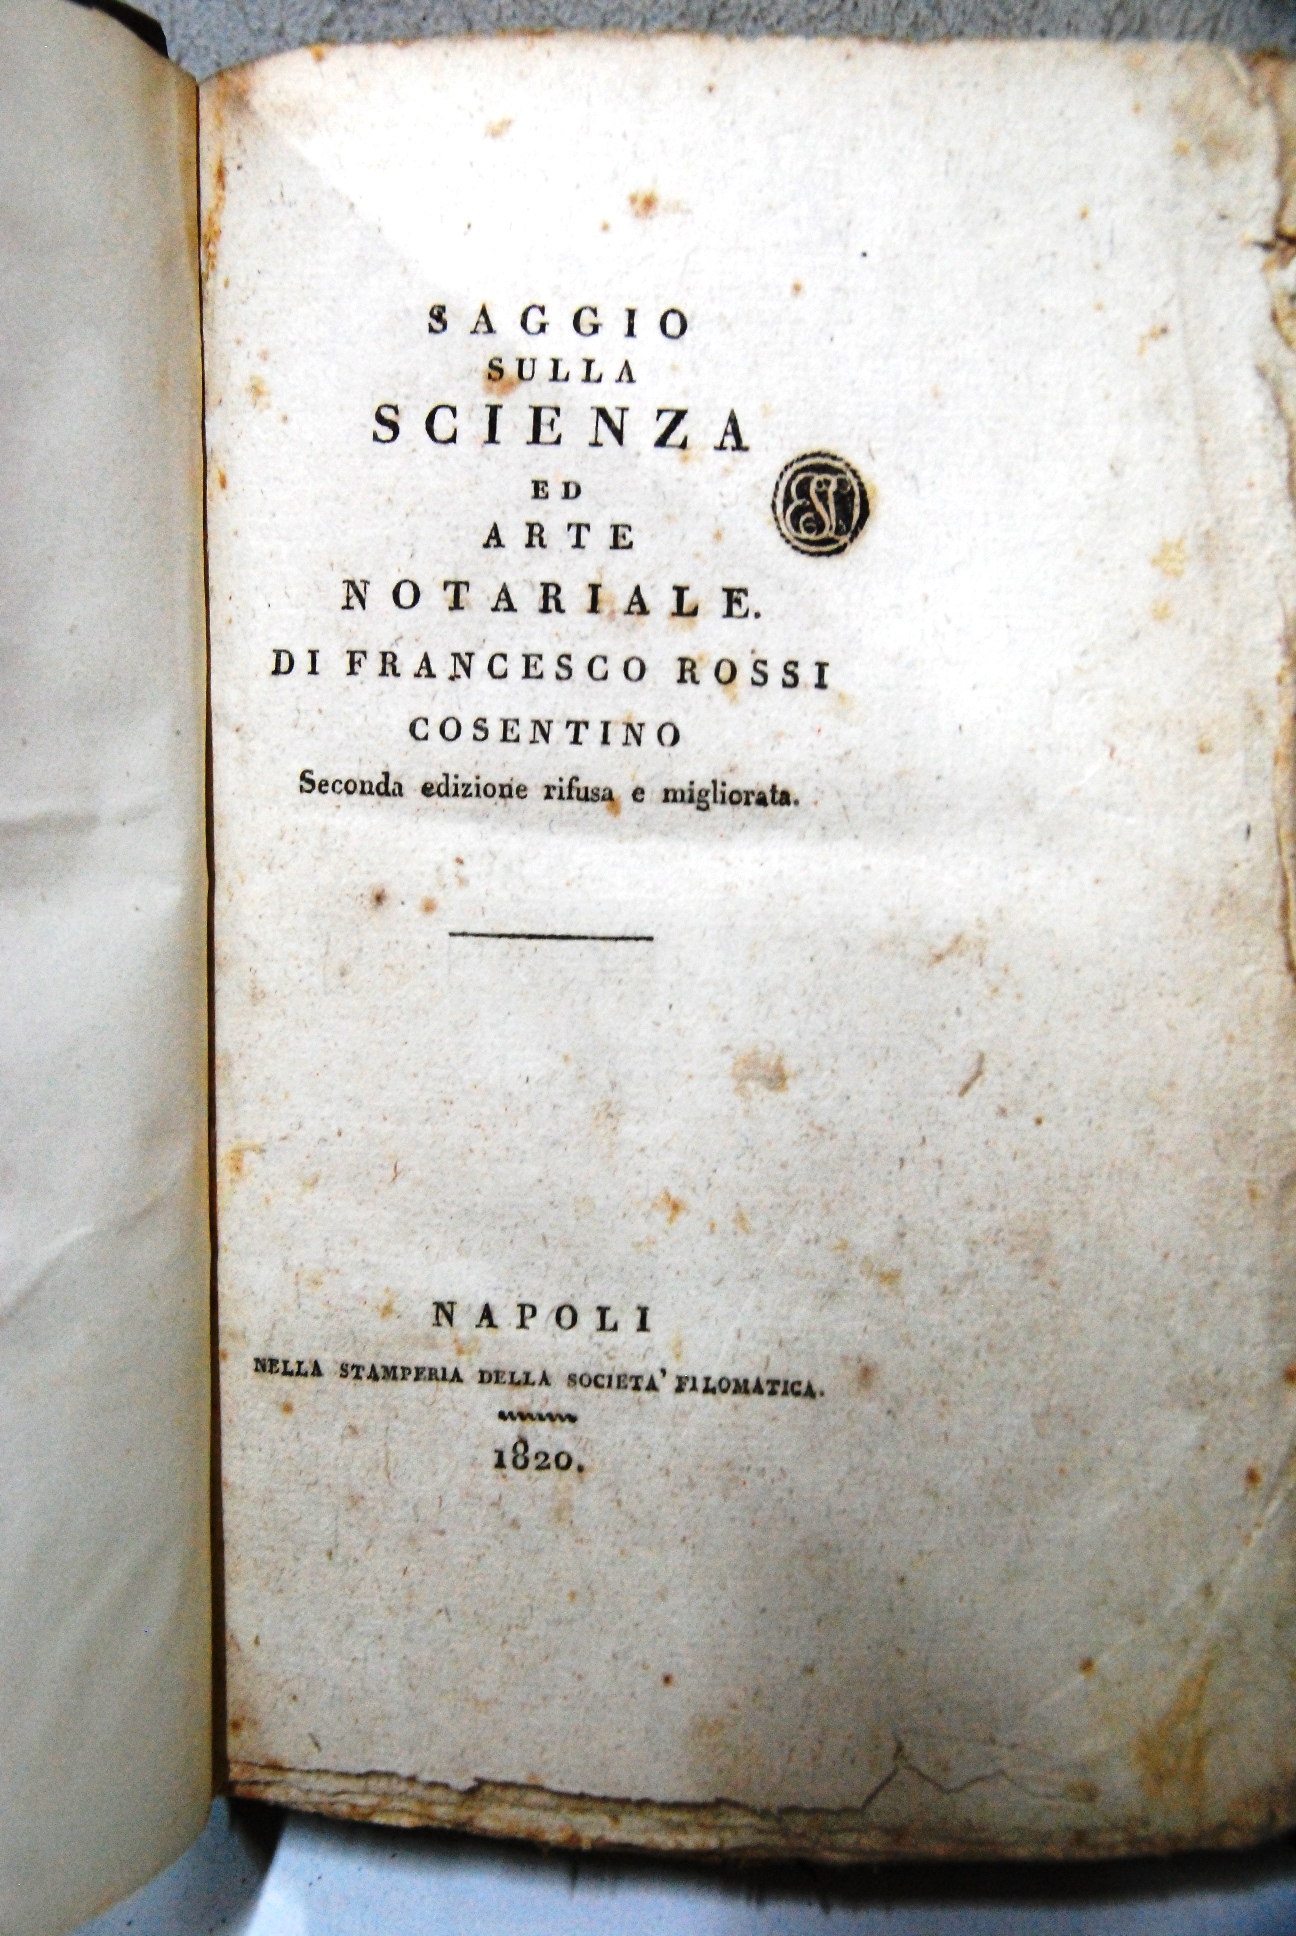 SAGGIO
SULLA
SCIENZA
ED
ARTE
NOTARIALE.
DI FRANCESCO ROSSI
COSENTINO
Seconda edizione rifusa e migliorata.
NAPOLI
NELLA STAMPERIA DELLA SOCIETA' FILOMATICA.
1820.